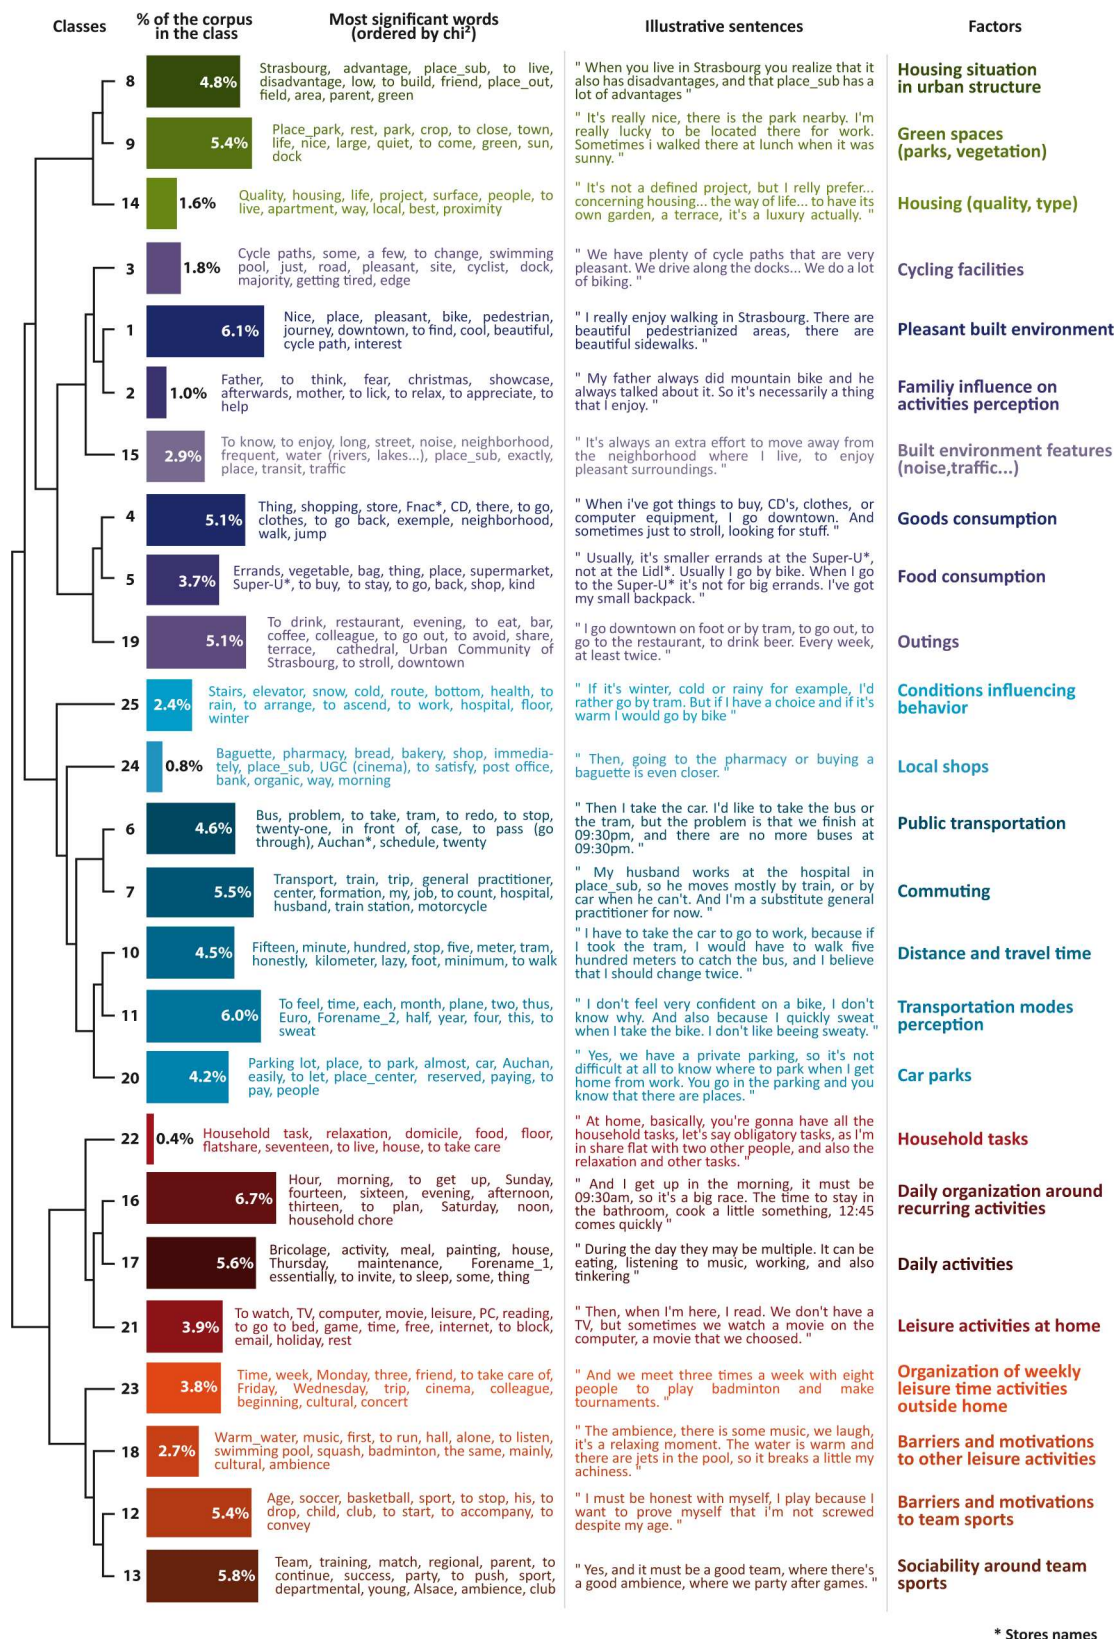 Classes
% of the corpus
in the class
Most significant words
(ordered by chi²)
Illustrative sentences
Factors
8
4.8%
Strasbourg, advantage, place_sub, to live,
disadvantage, low, to build, friend, place_out,
field, area, parent, green
" When you live in Strasbourg you realize that it
also has disadvantages, and that place_sub has a
lot of advantages "
Housing situation
in urban structure
9
5.4%
Place_park, rest, park, crop, to close, town,
life, nice, large, quiet, to come, green, sun,
dock
" It's really nice, there is the park nearby. I'm
really lucky to be located there for work.
Sometimes i walked there at lunch when it was
sunny. "
Green spaces
(parks, vegetation)
14
1.6%
Quality, housing, life, project, surface, people, to
live, apartment, way, local, best, proximity
" It's not a defined project, but I relly prefer...
concerning housing... the way of life... to have its
own garden, a terrace, it's a luxury actually. "
Housing (quality, type)
3
1.8%
Cycle paths, some, a few, to change, swimming
pool, just, road, pleasant, site, cyclist, dock,
majority, getting tired, edge
" We have plenty of cycle paths that are very
pleasant. We drive along the docks... We do a lot
of biking. "
Cycling facilities
1
6.1%
Nice, place, pleasant, bike, pedestrian,
journey, downtown, to find, cool, beautiful,
cycle path, interest
" I really enjoy walking in Strasbourg. There are
beautiful pedestrianized areas, there are
beautiful sidewalks. "
Pleasant built environment
2
1.0%
Father, to think, fear, christmas, showcase,
afterwards, mother, to lick, to relax, to appreciate, to
help
" My father always did mountain bike and he
always talked about it. So it's necessarily a thing
that I enjoy. "
Familiy influence on
activities perception
15
2.9%
To know, to enjoy, long, street, noise, neighborhood,
frequent, water (rivers, lakes...), place_sub, exactly,
place, transit, traffic
" It's always an extra effort to move away from
the neighborhood where I live, to enjoy
pleasant surroundings. "
Built environment features
(noise,traffic...)
4
5.1%
Thing, shopping, store, Fnac*, CD, there, to go,
clothes, to go back, exemple, neighborhood,
walk, jump
" When i've got things to buy, CD's, clothes, or
computer equipment, I go downtown. And
sometimes just to stroll, looking for stuff. "
Goods consumption
5
3.7%
Errands, vegetable, bag, thing, place, supermarket,
Super-U*, to buy, to stay, to go, back, shop, kind
" Usually, it's smaller errands at the Super-U*,
not at the Lidl*. Usually I go by bike. When I go
to the Super-U* it's not for big errands. I've got
my small backpack. "
Food consumption
19
5.1%
To drink, restaurant, evening, to eat, bar,
coffee, colleague, to go out, to avoid, share,
terrace, cathedral, Urban Community of
Strasbourg, to stroll, downtown
" I go downtown on foot or by tram, to go out, to
go to the restaurant, to drink beer. Every week,
at least twice. "
Outings
25
2.4%
Stairs, elevator, snow, cold, route, bottom, health, to
rain, to arrange, to ascend, to work, hospital, floor,
winter
" If it's winter, cold or rainy for example, I'd
rather go by tram. But if I have a choice and if it's
warm I would go by bike "
Conditions influencing
behavior
24
0.8%
Baguette, pharmacy, bread, bakery, shop, immedia-
tely, place_sub, UGC (cinema), to satisfy, post office,
bank, organic, way, morning
" Then, going to the pharmacy or buying a
baguette is even closer. "
Local shops
6
4.6%
Bus, problem, to take, tram, to redo, to stop,
twenty-one, in front of, case, to pass (go
through), Auchan*, schedule, twenty
" Then I take the car. I'd like to take the bus or
the tram, but the problem is that we finish at
09:30pm, and there are no more buses at
09:30pm. "
Public transportation
7
5.5%
Transport, train, trip, general practitioner,
center, formation, my, job, to count, hospital,
husband, train station, motorcycle
" My husband works at the hospital in
place_sub, so he moves mostly by train, or by
car when he can't. And I'm a substitute general
practitioner for now. "
Commuting
10
4.5%
Fifteen, minute, hundred, stop, five, meter, tram,
honestly, kilometer, lazy, foot, minimum, to walk
" I have to take the car to go to work, because if
I took the tram, I would have to walk five
hundred meters to catch the bus, and I believe
that I should change twice. "
Distance and travel time
11
6.0%
To feel, time, each, month, plane, two, thus,
Euro, Forename_2, half, year, four, this, to
sweat
" I don't feel very confident on a bike, I don't
know why. And also because I quickly sweat
when I take the bike. I don't like beeing sweaty. "
Transportation modes
perception
20
4.2%
Parking lot, place, to park, almost, car, Auchan,
easily, to let, place_center, reserved, paying, to
pay, people
" Yes, we have a private parking, so it's not
difficult at all to know where to park when I get
home from work. You go in the parking and you
know that there are places. "
Car parks
22
0.4%
Household task, relaxation, domicile, food, floor,
flatshare, seventeen, to live, house, to take care
" At home, basically, you're gonna have all the
household tasks, let's say obligatory tasks, as I'm
in share flat with two other people, and also the
relaxation and other tasks. "
Household tasks
16
6.7%
Hour, morning, to get up, Sunday,
fourteen, sixteen, evening, afternoon,
thirteen, to plan, Saturday, noon,
household chore
" And I get up in the morning, it must be
09:30am, so it's a big race. The time to stay in
the bathroom, cook a little something, 12:45
comes quickly "
Daily organization around
recurring activities
17
5.6%
Bricolage, activity, meal, painting, house,
Thursday, maintenance, Forename_1,
essentially, to invite, to sleep, some, thing
" During the day they may be multiple. It can be
eating, listening to music, working, and also
tinkering "
Daily activities
21
3.9%
To watch, TV, computer, movie, leisure, PC, reading,
to go to bed, game, time, free, internet, to block,
email, holiday, rest
" Then, when I'm here, I read. We don't have a
TV, but sometimes we watch a movie on the
computer, a movie that we choosed. "
Leisure activities at home
23
3.8%
Time, week, Monday, three, friend, to take care of,
Friday, Wednesday, trip, cinema, colleague,
beginning, cultural, concert
" And we meet three times a week with eight
people to play badminton and make
tournaments. "
Organization of weekly
leisure time activities
outside home
18
2.7%
Warm_water, music, first, to run, hall, alone, to listen,
swimming pool, squash, badminton, the same, mainly,
cultural, ambience
" The ambience, there is some music, we laugh,
it's a relaxing moment. The water is warm and
there are jets in the pool, so it breaks a little my
achiness. "
Barriers and motivations
to other leisure activities
12
5.4%
Age, soccer, basketball, sport, to stop, his, to
drop, child, club, to start, to accompany, to
convey
" I must be honest with myself, I play because I
want to prove myself that i'm not screwed
despite my age. "
Barriers and motivations
to team sports
13
5.8%
Team, training, match, regional, parent, to
continue, success, party, to push, sport,
departmental, young, Alsace, ambience, club
" Yes, and it must be a good team, where there's
a good ambience, where we party after games. "
Sociability around team
sports
* Stores names